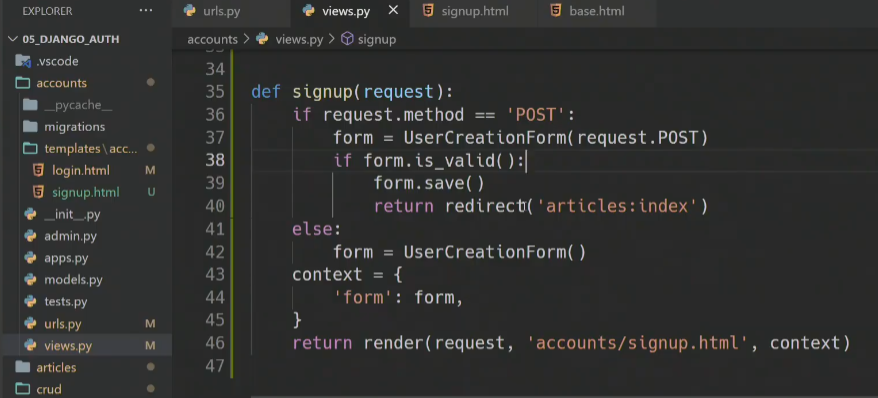 EXPLORER ...
urls.py views.py × signup.html base.html
05_DJANGO_AUTH
accounts > views.py > signup
.vscode
accounts
__pycache__
migrations
templates \ acc...
login.html M
signup.html U
__init__.py
admin.py
apps.py
models.py
tests.py
urls.py M
views.py M
articles
crud
34
35 def signup(request):
36 if request.method == 'POST':
37 form = UserCreationForm(request.POST)
38 if form.is_valid():
39 form.save()
40 return redirect('articles:index')
41 else:
42 form = UserCreationForm()
43 context = {
44 'form': form,
45 }
46 return render(request, 'accounts/signup.html', context)
47